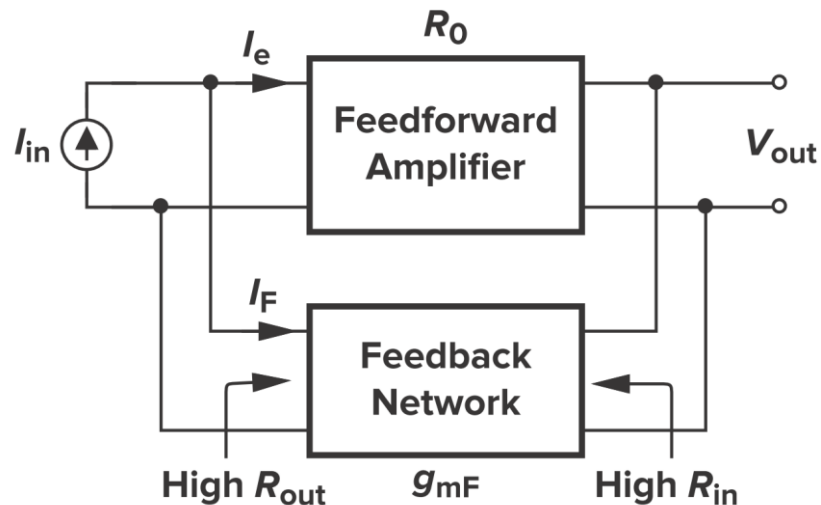 R0
Ie
Feedforward
Amplifier
Iin
Vout
IF
Feedback
Network
High Rout
gmF
High Rin